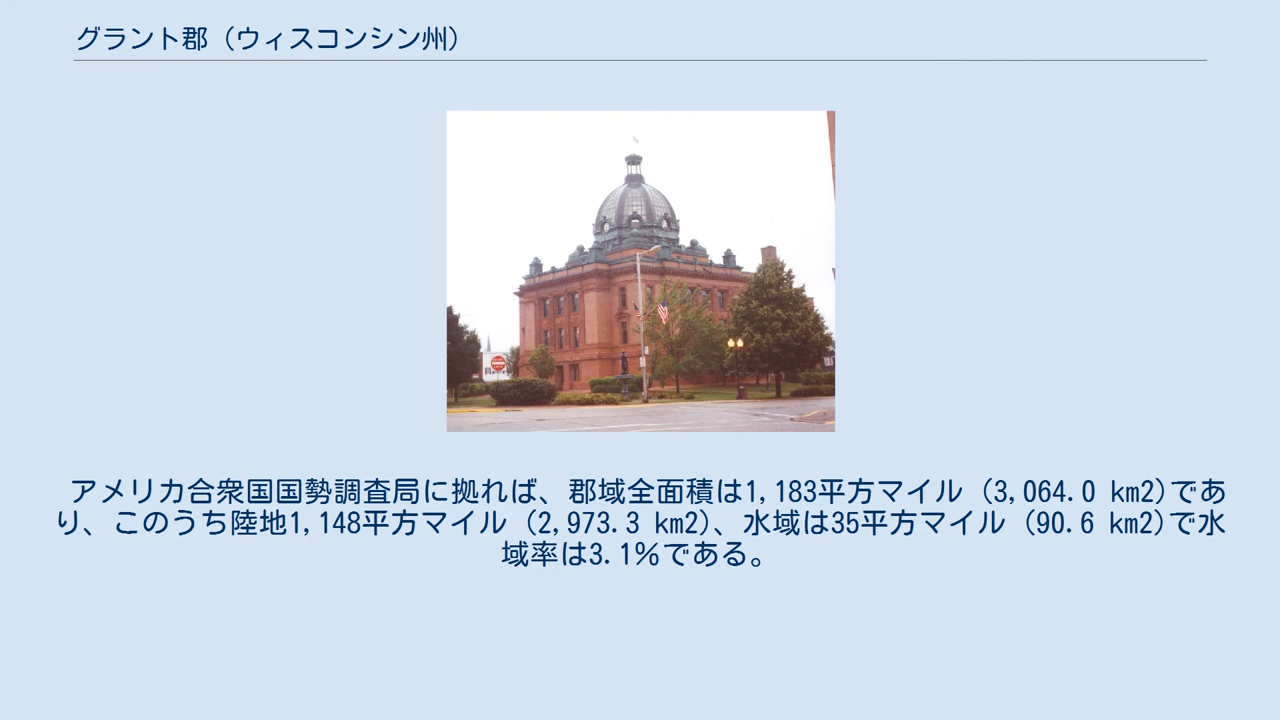 グラント郡（ウィスコンシン州）
アメリカ合衆国国勢調査局に拠れば、郡域全面積は1,183平方マイル (3,064.0 km2)であ
り、このうち陸地1,148平方マイル (2,973.3 km2)、水域は35平方マイル (90.6 km2)で水
域率は3.1%である。